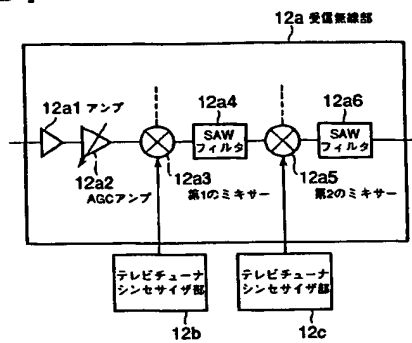 12a 受信無線部
12a1 アンプ
12a2
AGCアンプ
12a3
第1のミキサー
12a4
SAW
フィルタ
12a5
第2のミキサー
12a6
SAW
フィルタ
テレビチューナ
シンセサイザ部
12b
テレビチューナ
シンセサイザ部
12c